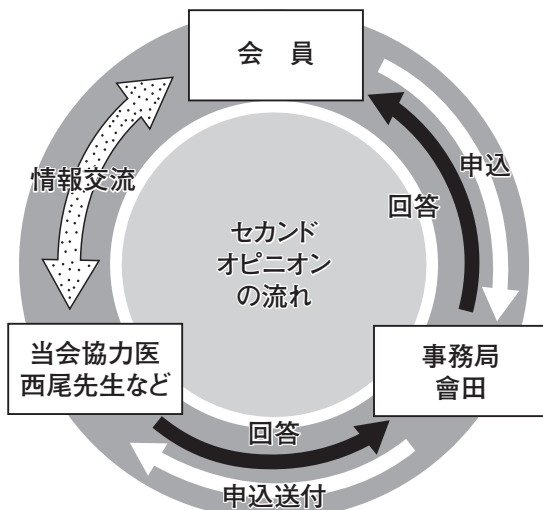 会　員
申込
回答
情報交流
セカンド
オピニオン
の流れ
当会協力医
西尾先生など
事務局
會田
回答
申込送付